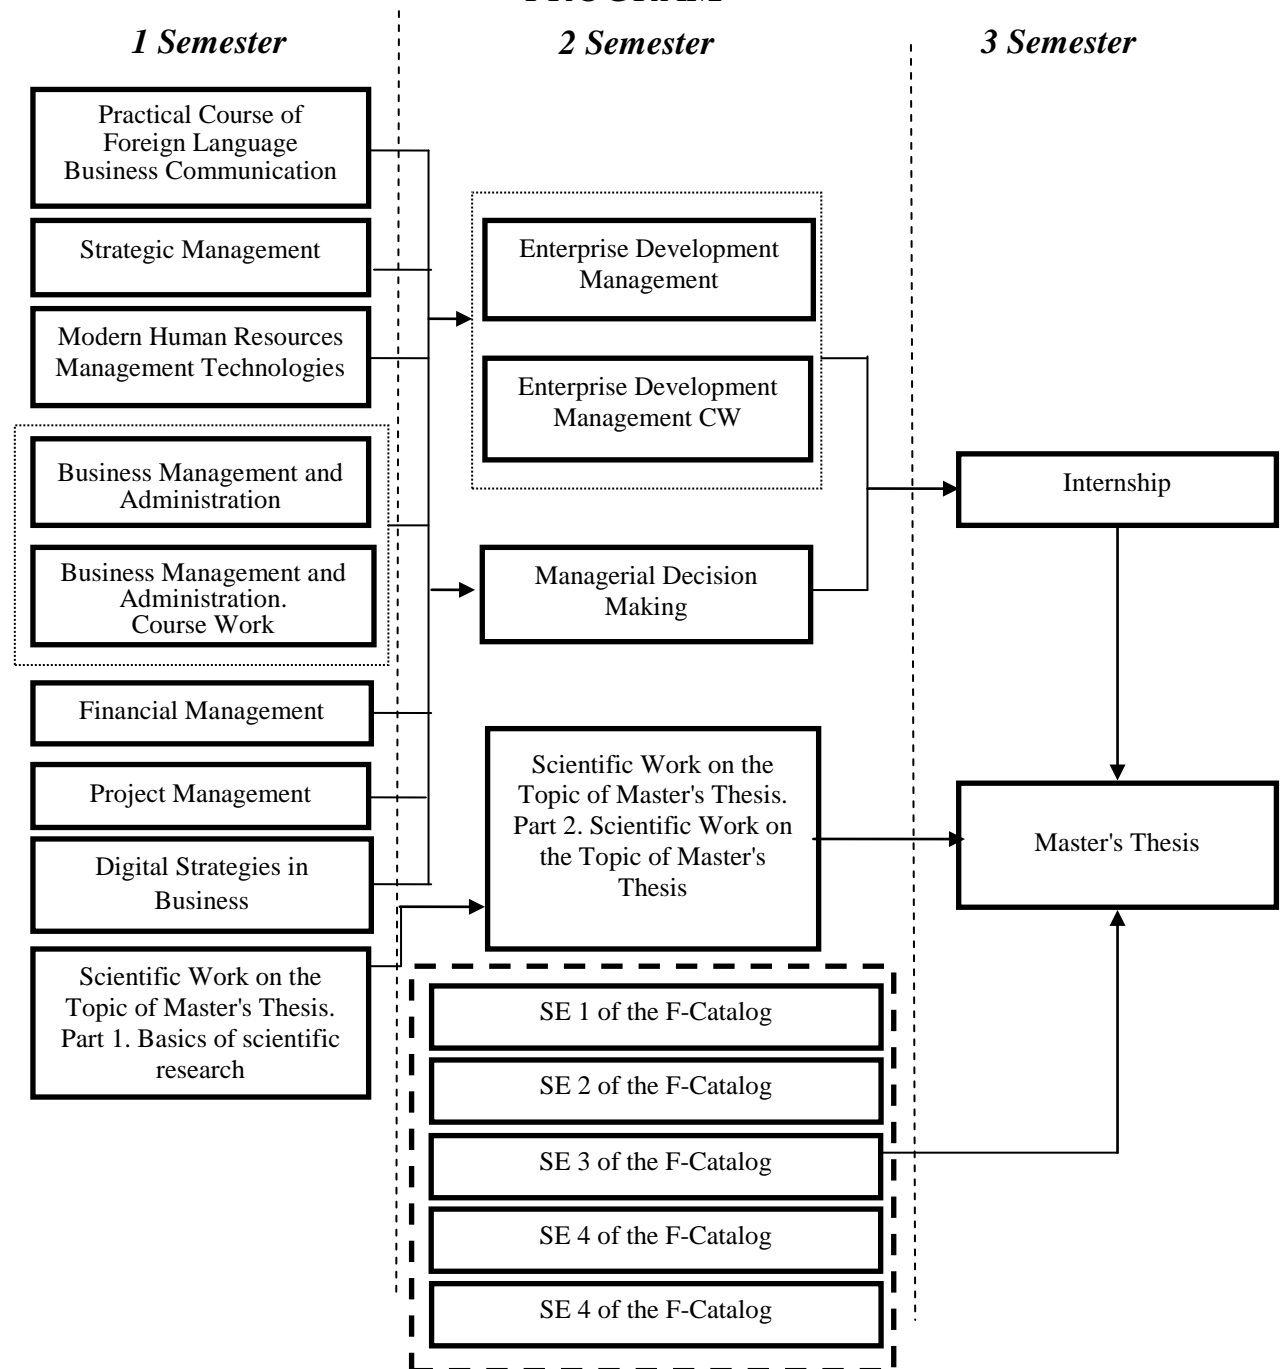 PROGRAM
1 Semester
2 Semester
3 Semester
Practical Course of
Foreign Language
Business Communication
Strategic Management
Modern Human Resources
Management Technologies
Business Management and
Administration
Business Management and
Administration.
Course Work
Financial Management
Project Management
Digital Strategies in
Business
Scientific Work on the
Topic of Master's Thesis.
Part 1. Basics of scientific
research
Enterprise Development
Management
Enterprise Development
Management CW
Managerial Decision
Making
Scientific Work on the
Topic of Master's Thesis.
Part 2. Scientific Work on
the Topic of Master's
Thesis
SE 1 of the F-Catalog
SE 2 of the F-Catalog
SE 3 of the F-Catalog
SE 4 of the F-Catalog
SE 4 of the F-Catalog
Internship
Master's Thesis